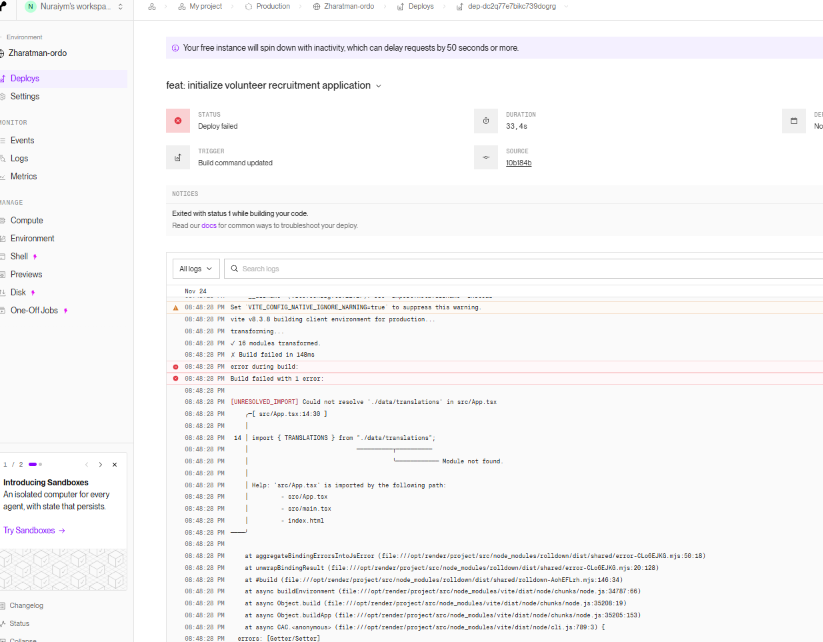 N Nuraiym's workspa...
My project
Production
Zharatman-ordo
Deploys
dep-dc2q77e7bikc739dogrg
Environment
Zharatman-ordo
Deploys
Settings
MONITOR
Events
Logs
Metrics
MANAGE
Compute
Environment
Shell
Previews
Disk
One-Off Jobs
1 / 2
Introducing Sandboxes
An isolated computer for every
agent, with state that persists.
Try Sandboxes →
Changelog
Status
Collapse
Your free instance will spin down with inactivity, which can delay requests by 50 seconds or more.
feat: initialize volunteer recruitment application
STATUS
Deploy failed
DURATION
33,4s
TRIGGER
Build command updated
SOURCE
10b184b
NOTICES
Exited with status 1 while building your code.
Read our docs for common ways to troubleshoot your deploy.
All logs
Search logs
Nov 24
08:48:28 PM Set `VITE_CONFIG_NATIVE_IGNORE_WARNING=true` to suppress this warning.
08:48:28 PM vite v8.3.8 building client environment for production...
08:48:28 PM transforming...
08:48:28 PM ✓ 16 modules transformed.
08:48:28 PM ✗ Build failed in 148ms
08:48:28 PM error during build:
08:48:28 PM Build failed with 1 error:
08:48:28 PM
08:48:28 PM [UNRESOLVED_IMPORT] Could not resolve './data/translations' in src/App.tsx
08:48:28 PM ╭─[ src/App.tsx:14:30 ]
08:48:28 PM │
08:48:28 PM 14 │ import { TRANSLATIONS } from "./data/translations";
08:48:28 PM │
08:48:28 PM │ Module not found.
08:48:28 PM │
08:48:28 PM │ Help: 'src/App.tsx' is imported by the following path:
08:48:28 PM │ - src/App.tsx
08:48:28 PM │ - src/main.tsx
08:48:28 PM │ - index.html
08:48:28 PM ───╯
08:48:28 PM
08:48:28 PM at aggregateBindingErrorsIntoJsError (file:///opt/render/project/src/node_modules/rolldown/dist/shared/error-CLo6EJKG.mjs:50:18)
08:48:28 PM at unwrapBindingResult (file:///opt/render/project/src/node_modules/rolldown/dist/shared/error-CLo6EJKG.mjs:20:128)
08:48:28 PM at #build (file:///opt/render/project/src/node_modules/rolldown/dist/shared/rolldown-AohEFLzh.mjs:146:34)
08:48:28 PM at async buildEnvironment (file:///opt/render/project/src/node_modules/vite/dist/node/chunks/node.js:34787:66)
08:48:28 PM at async Object.build (file:///opt/render/project/src/node_modules/vite/dist/node/chunks/node.js:35208:19)
08:48:28 PM at async Object.buildApp (file:///opt/render/project/src/node_modules/vite/dist/node/chunks/node.js:35205:153)
08:48:28 PM at async CAC.<anonymous> (file:///opt/render/project/src/node_modules/vite/dist/node/cli.js:789:3) {
08:48:28 PM errors: [Getter/Setter]